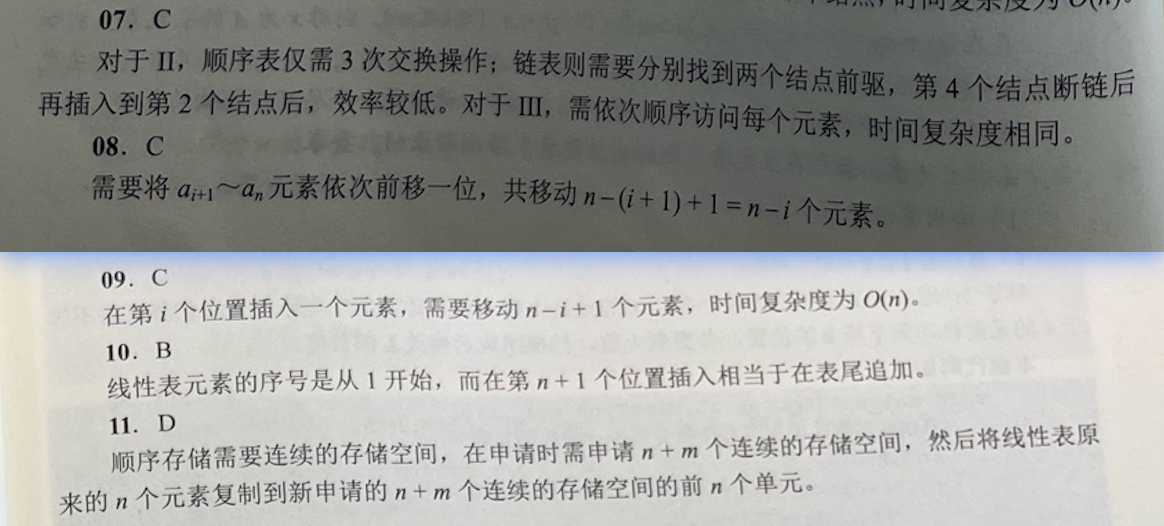 时间复杂度为 O(n)。
07. C
对于 II，顺序表仅需 3 次交换操作；链表则需要分别找到两个结点前驱，第 4 个结点断链后
再插入到第 2 个结点后，效率较低。对于 III，需依次顺序访问每个元素，时间复杂度相同。
08. C
需要将 aᵢ₊₁～aₙ 元素依次前移一位，共移动 n−(i+1)+1=n−i 个元素。
09. C
在第 i 个位置插入一个元素，需要移动 n−i+1 个元素，时间复杂度为 O(n)。
10. B
线性表元素的序号是从 1 开始，而在第 n+1 个位置插入相当于在表尾追加。
11. D
顺序存储需要连续的存储空间，在申请时需申请 n+m 个连续的存储空间，然后将线性表原
来的 n 个元素复制到新申请的 n+m 个连续的存储空间的前 n 个单元。